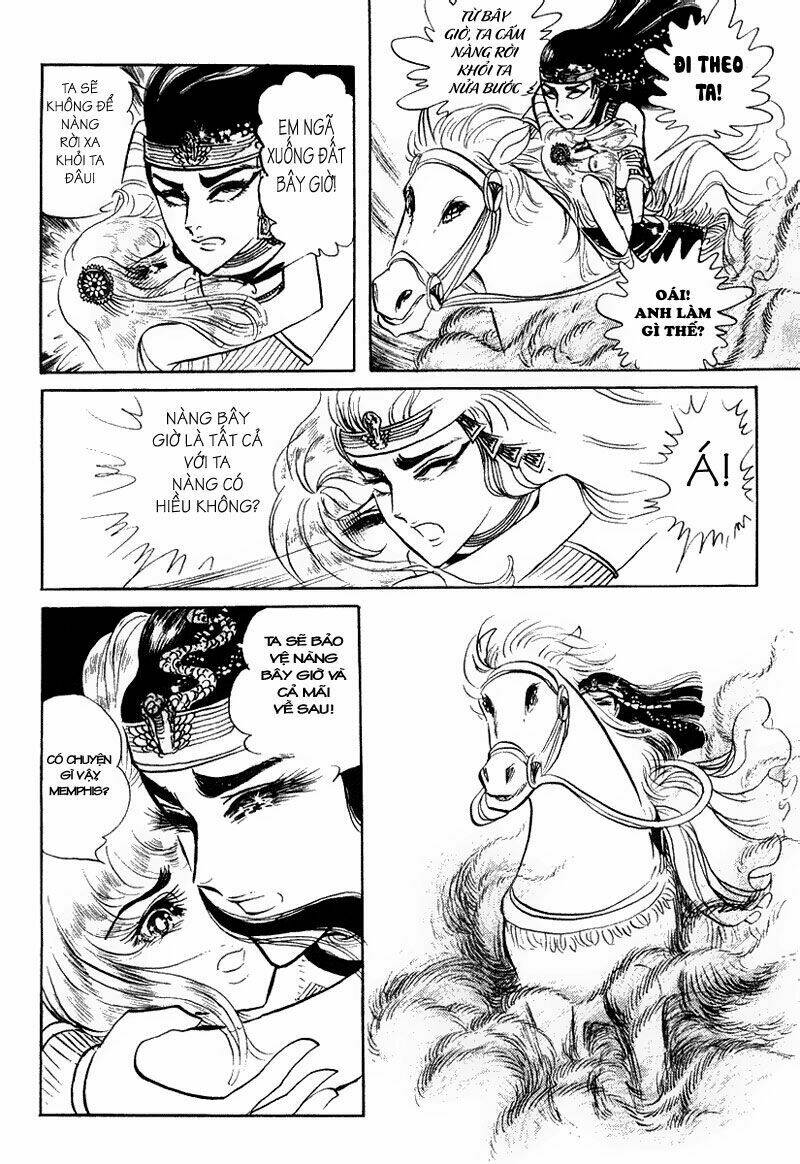 TỪ BÂY
GIỜ, TA CẤM
NÀNG RỜI
KHỎI TA
NỬA BƯỚC
ĐI THEO
TA!
OÁI!
ANH LÀM
GÌ THẾ?
TA SẼ
KHÔNG ĐỂ
NÀNG
RỜI XA
KHỎI TA
ĐÂU!
EM NGÃ
XUỐNG ĐẤT
BÂY GIỜ!
NÀNG BÂY
GIỜ LÀ TẤT CẢ
VỚI TA
NÀNG CÓ
HIỀU KHÔNG?
Á!
TA SẼ BẢO
VỆ NÀNG
BÂY GIỜ VÀ
CẢ MÃI
VỀ SAU!
CÓ CHUYỆN
GÌ VẬY
MEMPHIS?